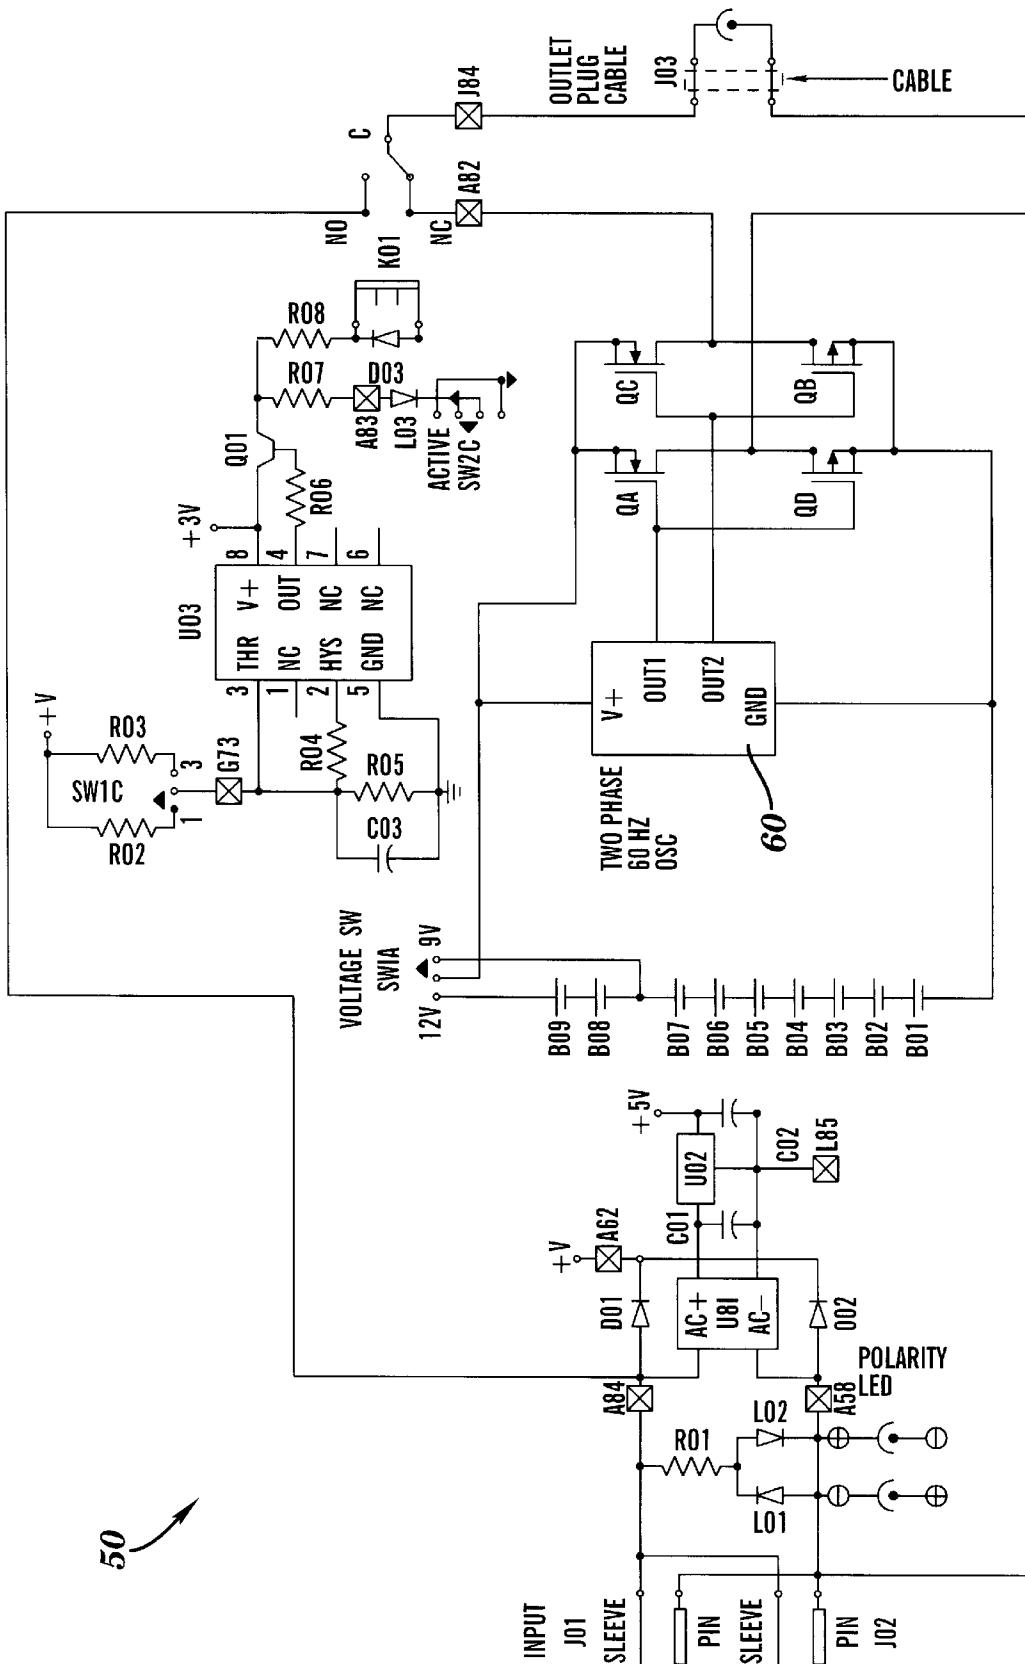 50
INPUT
J01
SLEEVE
PIN
SLEEVE
PIN
J02
R01
L01
L02
POLARITY
LED
A84
A58
D01
002
+V
A62
AC+
U8I
AC-
C01
U02
+5V
C02
L85
VOLTAGE SW
SWIA
12V
9V
B09
B08
B07
B06
B05
B04
B03
B02
B01
+V
R02
R03
SW1C
1
3
G73
C03
R05
R04
U03
3
THR
V+
8
1
NC
OUT
4
2
HYS
NC
7
5
GND
NC
6
+3V
Q01
R06
R07
R08
A83
D03
L03
ACTIVE
SW2C
K01
NO
NC
C
A82
J84
TWO PHASE
60 HZ
OSC
60
V+
OUT1
OUT2
GND
QA
QC
QD
QB
OUTLET
PLUG
CABLE
J03
CABLE